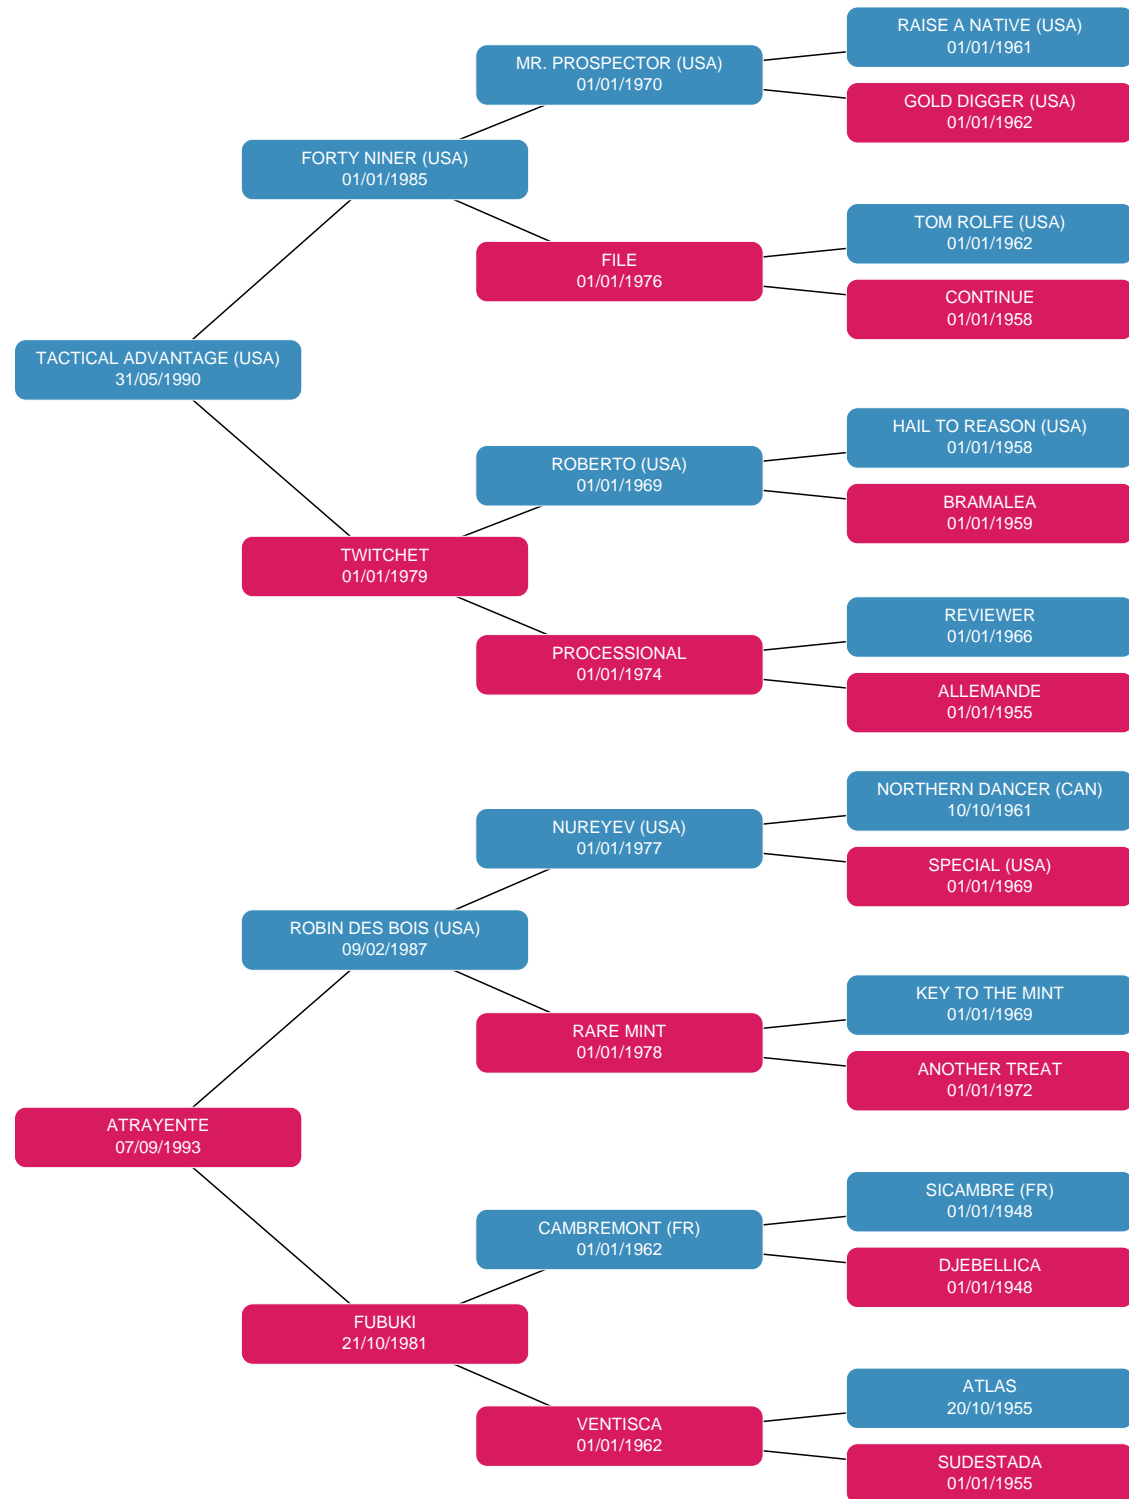 RAISE A NATIVE (USA)
01/01/1961
MR. PROSPECTOR (USA)
01/01/1970
GOLD DIGGER (USA)
01/01/1962
FORTY NINER (USA)
01/01/1985
TOM ROLFE (USA)
01/01/1962
FILE
01/01/1976
CONTINUE
01/01/1958
TACTICAL ADVANTAGE (USA)
31/05/1990
HAIL TO REASON (USA)
01/01/1958
ROBERTO (USA)
01/01/1969
BRAMALEA
01/01/1959
TWITCHET
01/01/1979
REVIEWER
01/01/1966
PROCESSIONAL
01/01/1974
ALLEMANDE
01/01/1955
NORTHERN DANCER (CAN)
10/10/1961
NUREYEV (USA)
01/01/1977
SPECIAL (USA)
01/01/1969
ROBIN DES BOIS (USA)
09/02/1987
KEY TO THE MINT
01/01/1969
RARE MINT
01/01/1978
ANOTHER TREAT
01/01/1972
ATRAYENTE
07/09/1993
SICAMBRE (FR)
01/01/1948
CAMBREMONT (FR)
01/01/1962
DJEBELLICA
01/01/1948
FUBUKI
21/10/1981
ATLAS
20/10/1955
VENTISCA
01/01/1962
SUDESTADA
01/01/1955